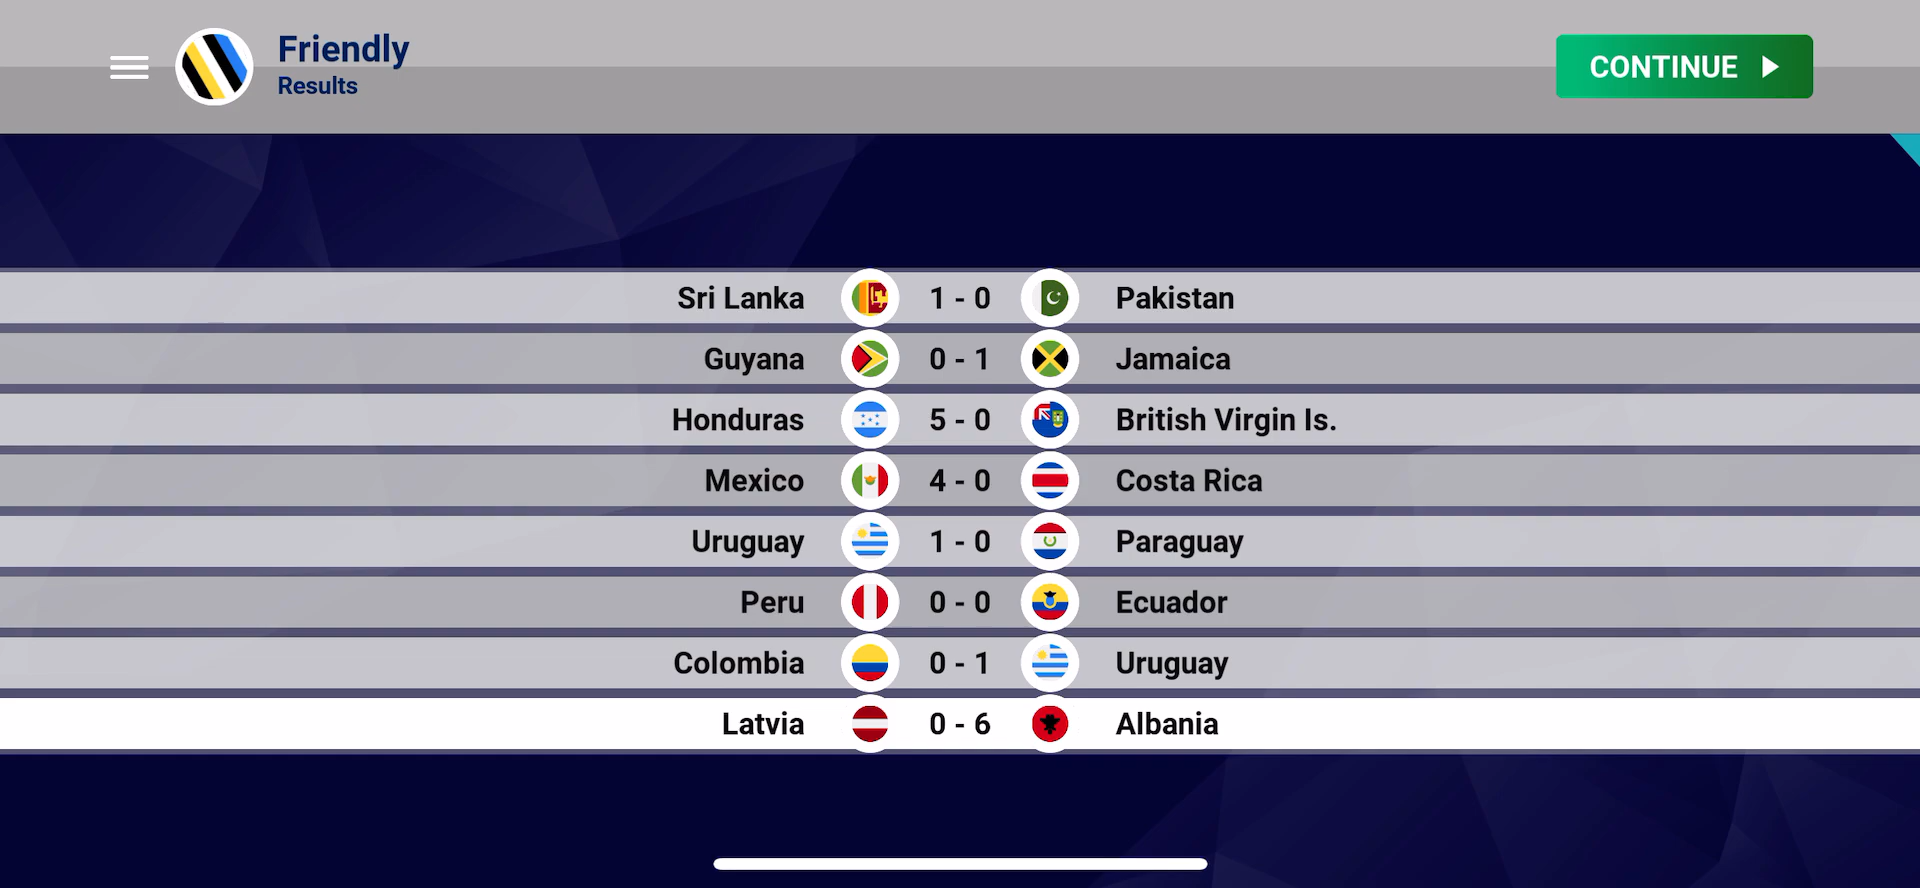 Friendly
Results
CONTINUE
Sri Lanka 1 - 0 Pakistan
Guyana 0 - 1 Jamaica
Honduras 5 - 0 British Virgin Is.
Mexico 4 - 0 Costa Rica
Uruguay 1 - 0 Paraguay
Peru 0 - 0 Ecuador
Colombia 0 - 1 Uruguay
Latvia 0 - 6 Albania